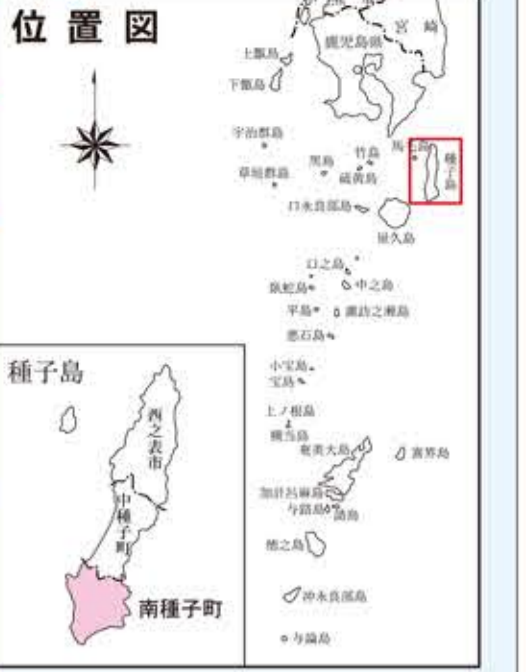 位置図
宮崎
鹿児島県
上甑島
下甑島
宇治群島
草垣群島
黒島
竹島
硫黄島
馬毛島
種子島
口永良部島
屋久島
口之島
臥蛇島
中之島
平島
諏訪之瀬島
悪石島
小宝島
宝島
上ノ根島
横当島
奄美大島
喜界島
加計呂麻島
与路島
請島
徳之島
沖永良部島
与論島
種子島
西之表市
中種子町
南種子町